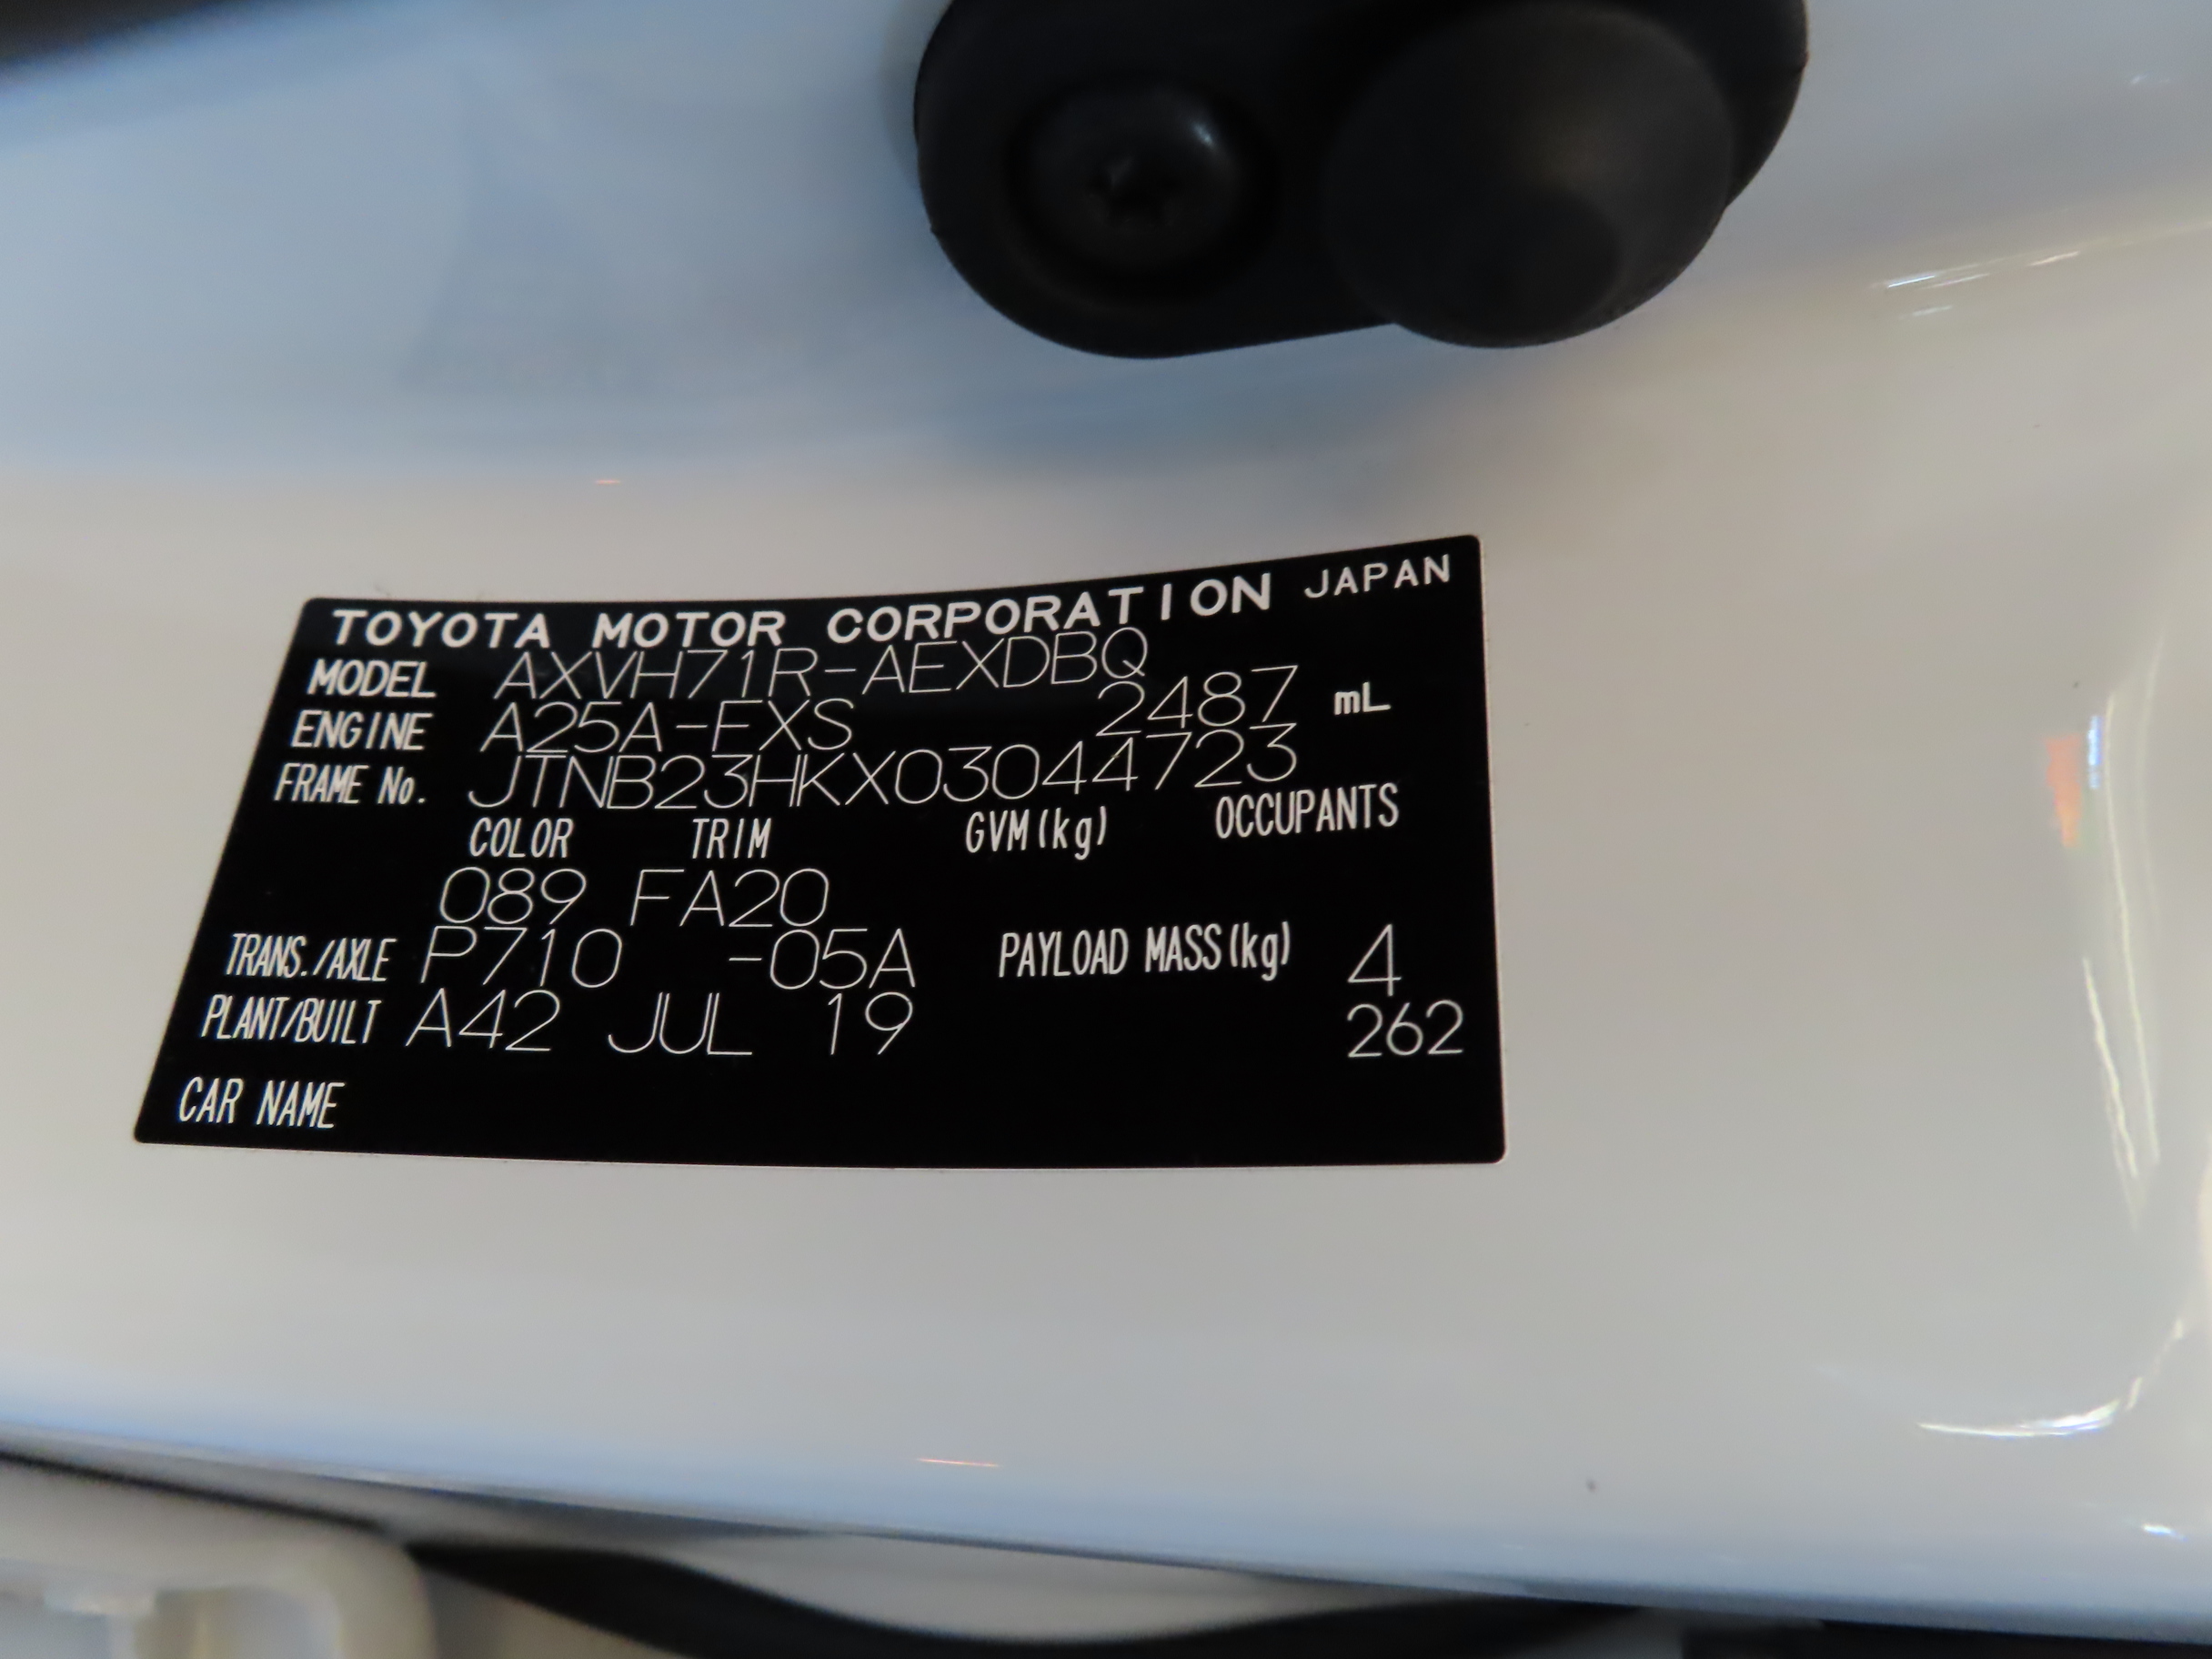 TOYOTA MOTOR CORPORATION JAPAN
MODEL AXVH71R-AEXDBQ
ENGINE A25A-FXS 2487 mL
FRAME No. JTNB23HKX03044723
COLOR TRIM GVM(kg) OCCUPANTS
089 FA20
TRANS./AXLE P710 -05A PAYLOAD MASS(kg) 4
PLANT/BUILT A42 JUL 19 262
CAR NAME